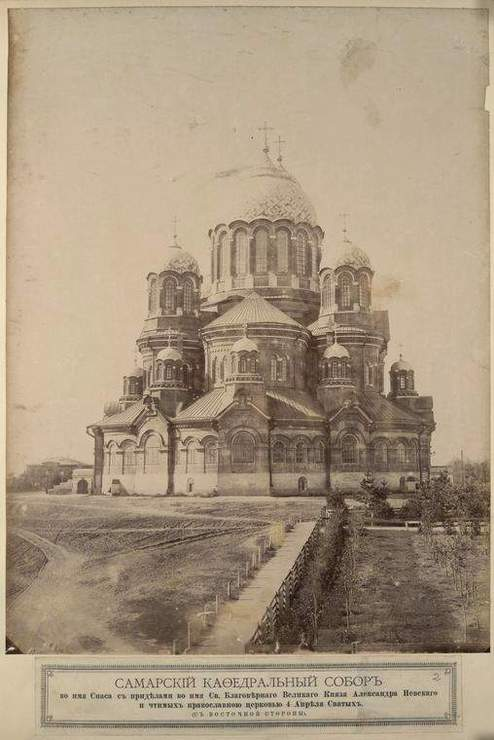 САМАРСКІЙ КАѲЕДРАЛЬНЫЙ СОБОРЪ 2
во имя Спаса съ придѣлами во имя Св. Благовѣрнаго Великаго Князя Александра Невскаго
и чтимыхъ православною церковью 4 Апрѣля Святыхъ.
(СЪ ВОСТОЧНОЙ СТОРОНЫ)